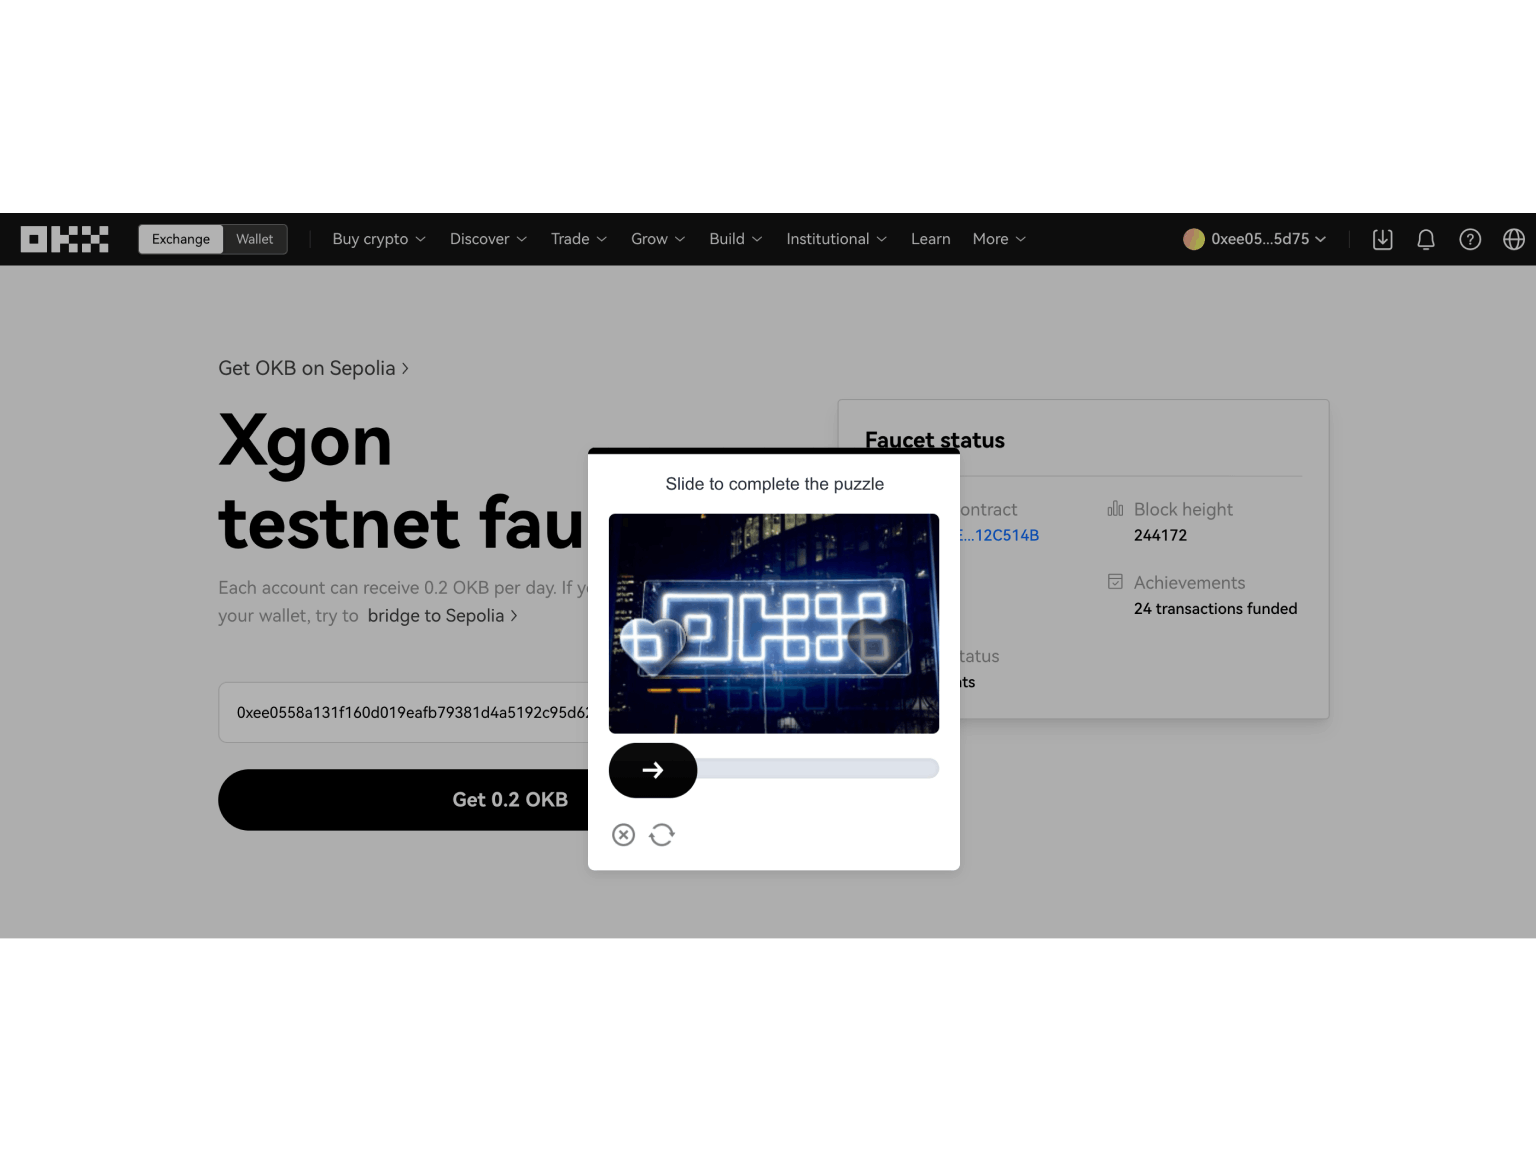 OKX
Exchange
Wallet
Buy crypto
Discover
Trade
Grow
Build
Institutional
Learn
More
0xee05...5d75
Get OKB on Sepolia
Xgon
testnet fau
Each account can receive 0.2 OKB per day. If
your wallet, try to bridge to Sepolia
0xee0558a131f160d019eafb79381d4a5192c95d6
Get 0.2 OKB
Slide to complete the puzzle
OKX
Faucet status
ontract
E...12C514B
Block height
244172
Achievements
24 transactions funded
tatus
ts